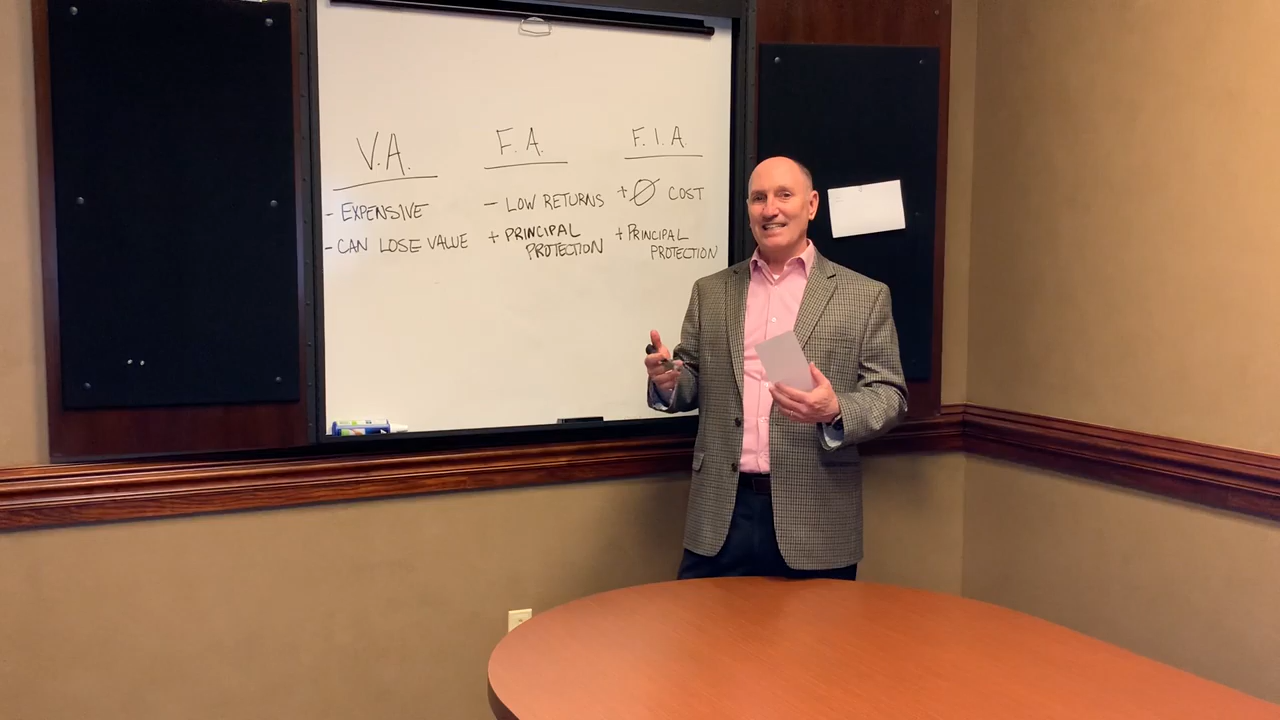 V.A.
- EXPENSIVE
- CAN LOSE VALUE
F.A.
- LOW RETURNS
+ PRINCIPAL
PROTECTION
F.I.A.
+ Ø COST
+ PRINCIPAL
PROTECTION